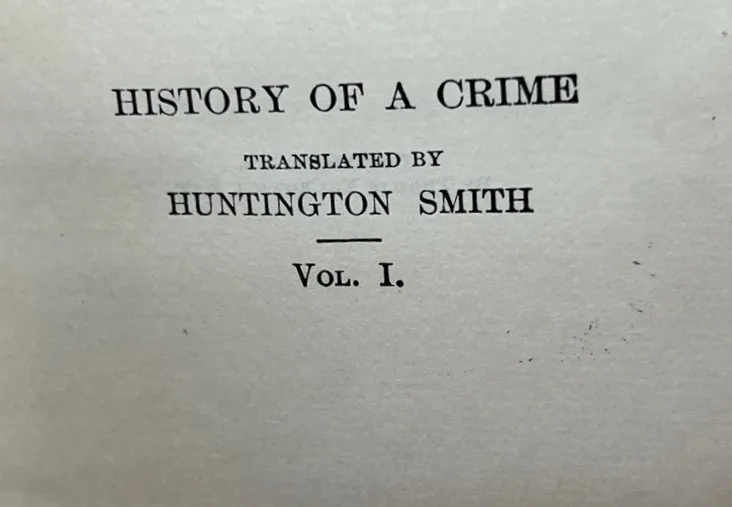 HISTORY OF A CRIME
TRANSLATED BY
HUNTINGTON SMITH
VOL. I.